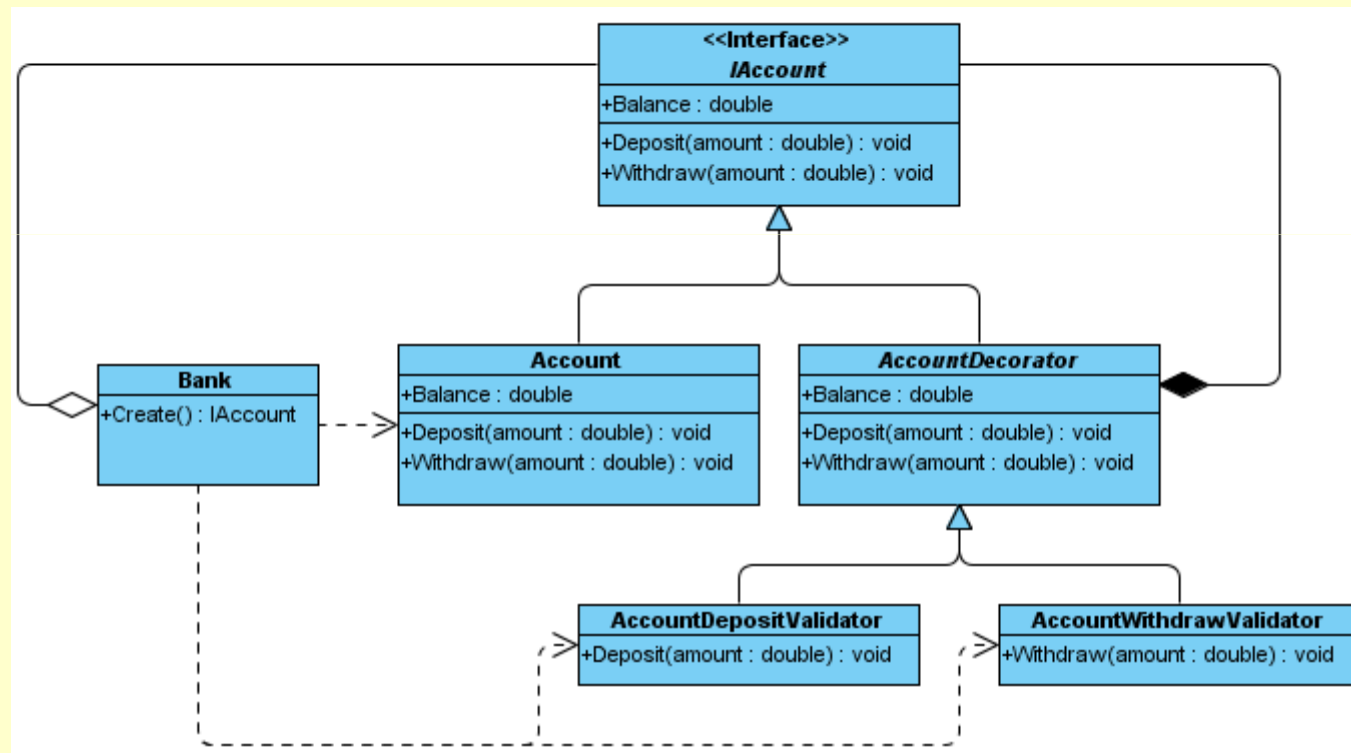 <<Interface>>
IAccount
+Balance : double
+Deposit(amount : double) : void
+Withdraw(amount : double) : void
Bank
+Create() : IAccount
Account
+Balance : double
+Deposit(amount : double) : void
+Withdraw(amount : double) : void
AccountDecorator
+Balance : double
+Deposit(amount : double) : void
+Withdraw(amount : double) : void
AccountDepositValidator
+Deposit(amount : double) : void
AccountWithdrawValidator
+Withdraw(amount : double) : void